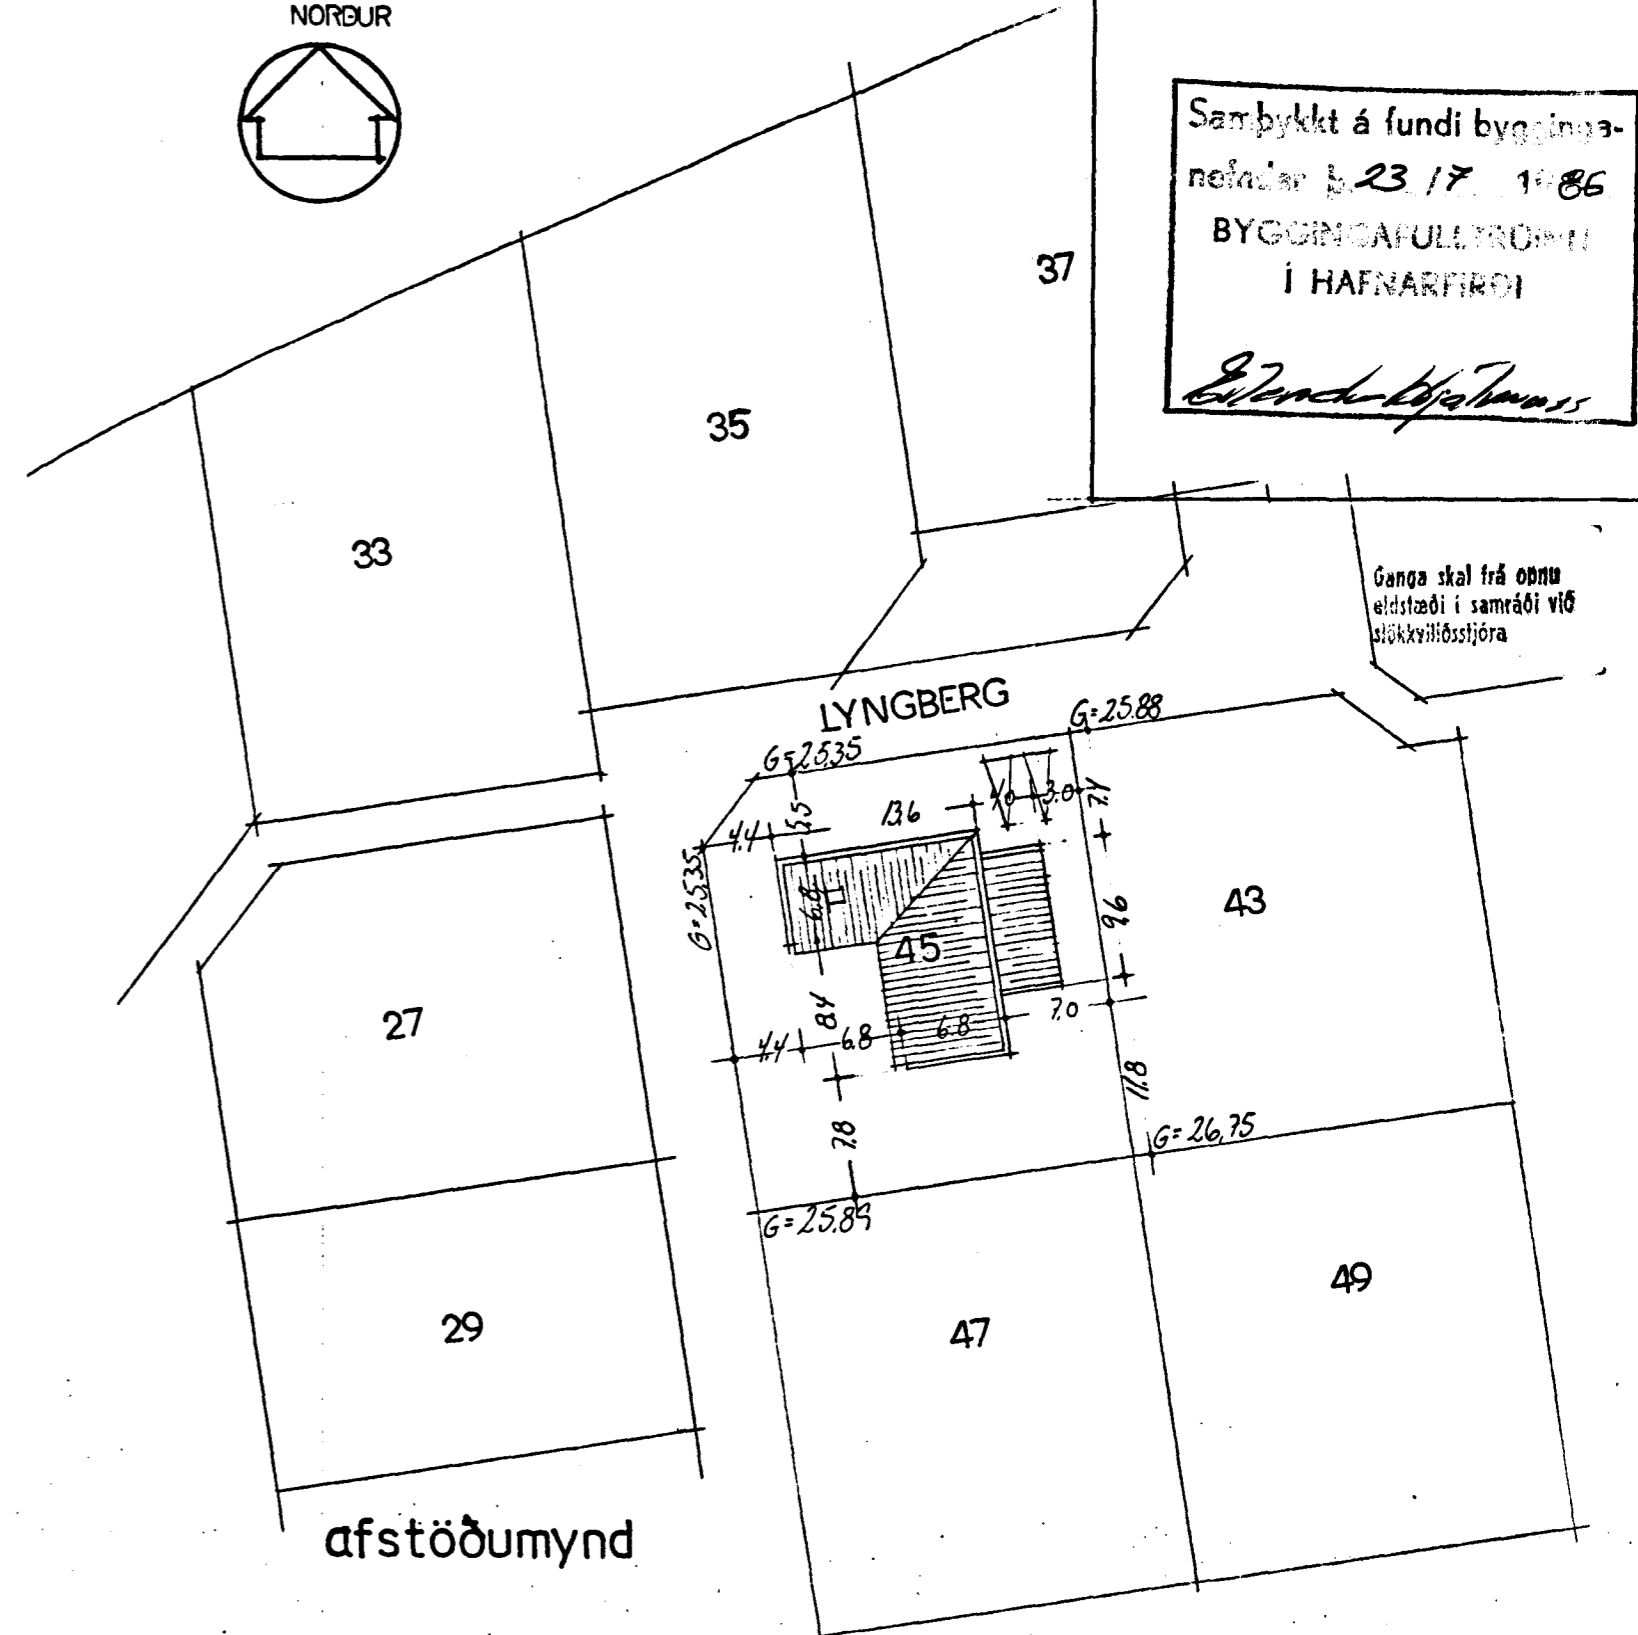 NORÐUR
Samþykkt á fundi bygginga-
nefndar þ. 23 / 7 1986
BYGGINGAFULLTRÚINN
Í HAFNARFIRÐI
37
35
33
Ganga skal frá opnu
eldstæði í samráði við
slökkviliðsstjóra
LYNGBERG
G=25.88
G=25.35
4.0
3.0
7.4
5.5
13.6
4.4
G=25.35
6.8
9.6
43
45
27
8.4
7.0
4.4
6.8
6.8
11.8
7.8
G=26,75
G=25.89
49
29
47
afstöðumynd